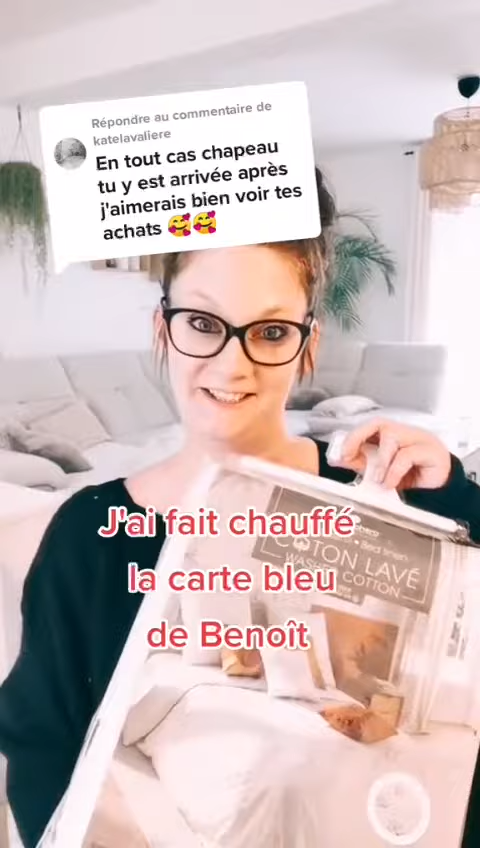 Répondre au commentaire de
katelavaliere
En tout cas chapeau
tu y est arrivée après
j'aimerais bien voir tes
achats 🥰🥰
J'ai fait chauffé
la carte bleu
de Benoît
COTON LAVÉ
WASHED COTTON